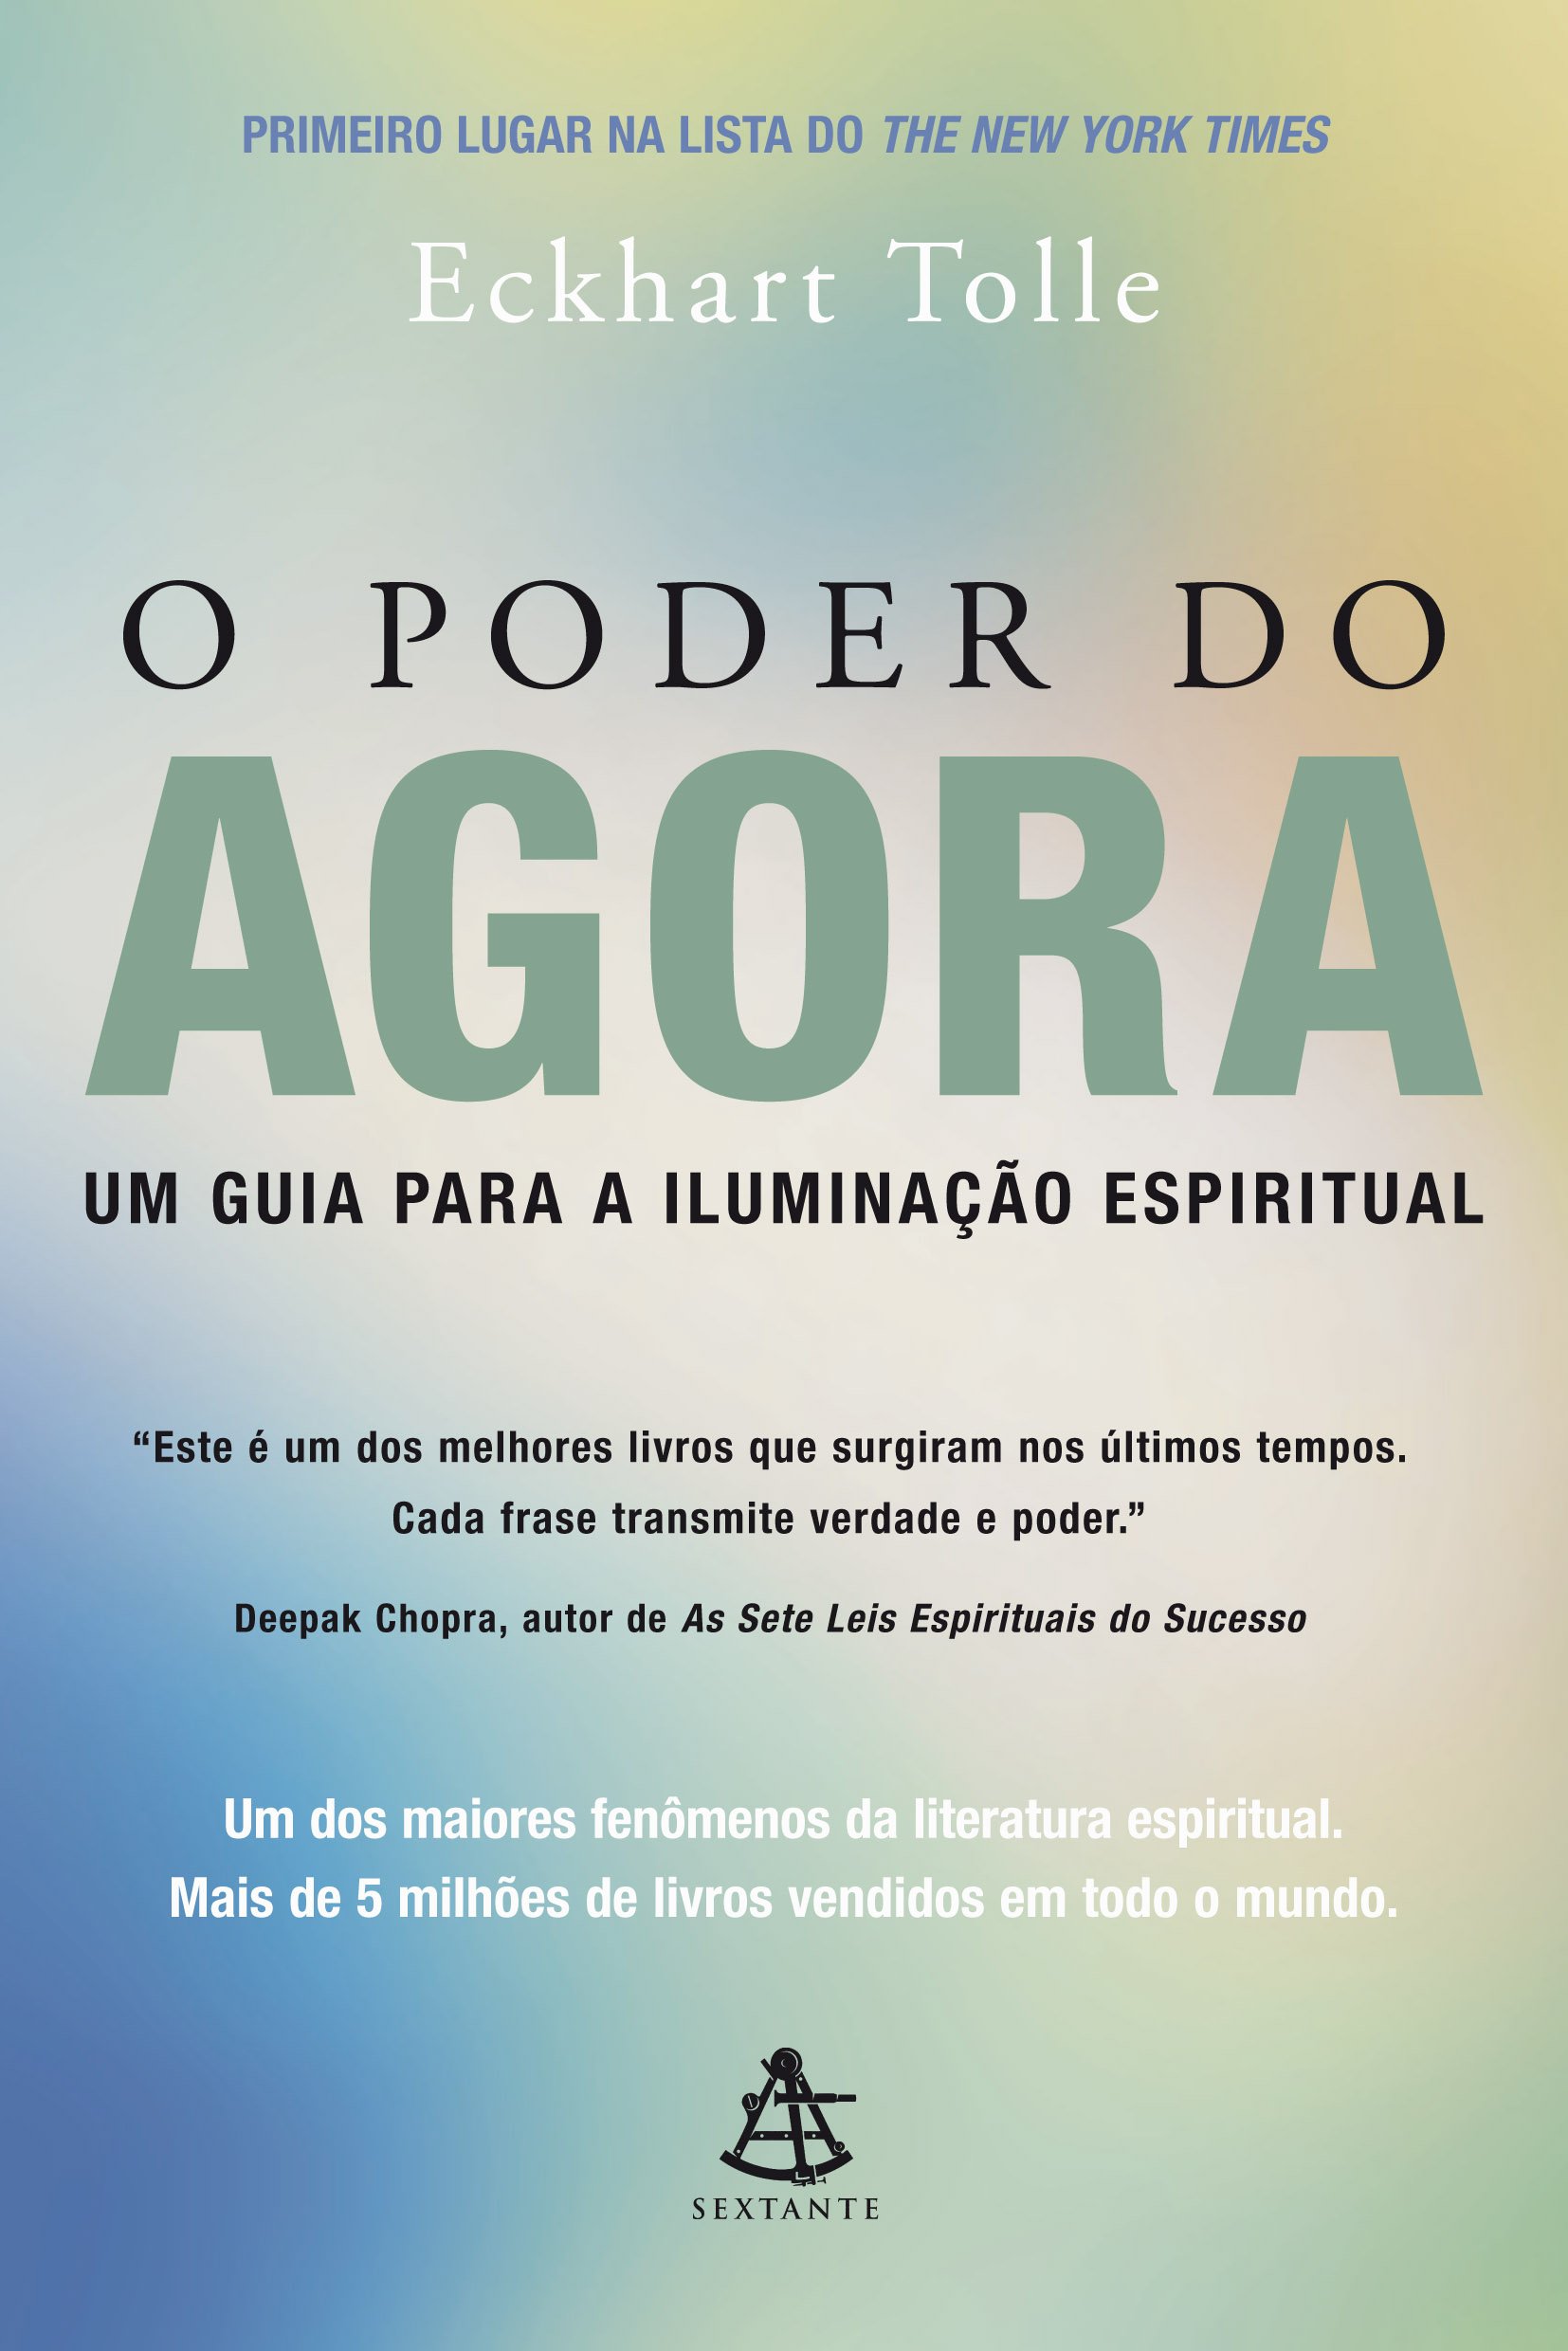 PRIMEIRO LUGAR NA LISTA DO THE NEW YORK TIMES
Eckhart Tolle
O PODER DO
AGORA
UM GUIA PARA A ILUMINAÇÃO ESPIRITUAL
“Este é um dos melhores livros que surgiram nos últimos tempos.
Cada frase transmite verdade e poder.”
Deepak Chopra, autor de As Sete Leis Espirituais do Sucesso
Um dos maiores fenômenos da literatura espiritual.
Mais de 5 milhões de livros vendidos em todo o mundo.
SEXTANTE